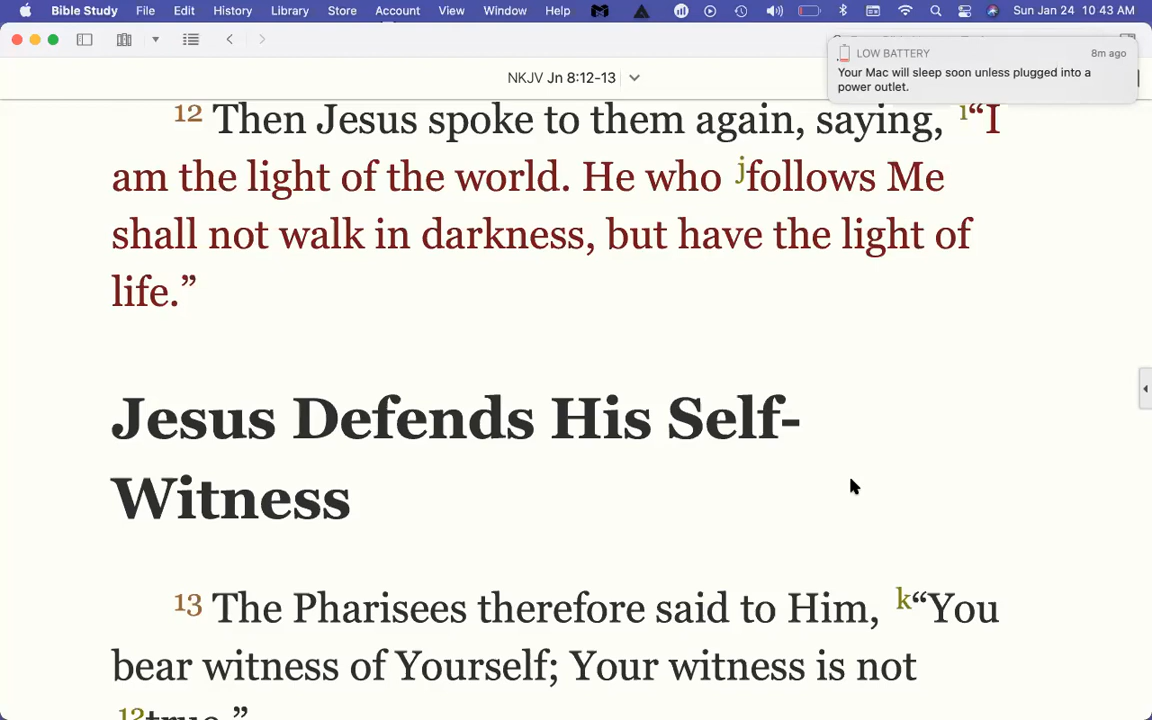 Bible Study File Edit History Library Store Account View Window Help Sun Jan 24 10:43 AM
NKJV Jn 8:12-13
LOW BATTERY 8m ago
Your Mac will sleep soon unless plugged into a
power outlet.
12 Then Jesus spoke to them again, saying, i“I
am the light of the world. He who jfollows Me
shall not walk in darkness, but have the light of
life.”
Jesus Defends His Self-
Witness
13 The Pharisees therefore said to Him, k“You
bear witness of Yourself; Your witness is not
12true.”